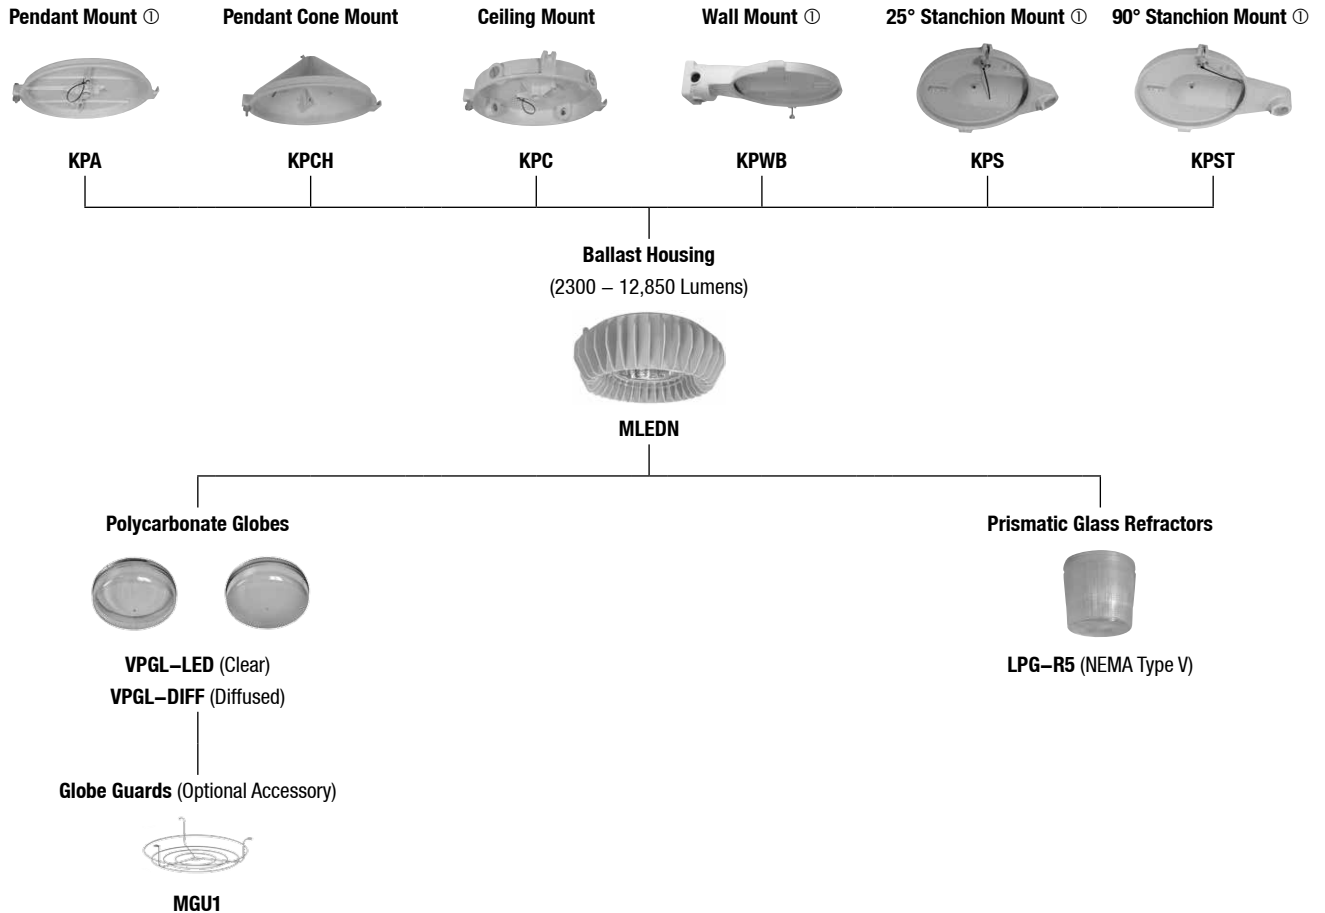 Pendant Mount ①
Pendant Cone Mount
Ceiling Mount
Wall Mount ①
25° Stanchion Mount ①
90° Stanchion Mount ①
KPA
KPCH
KPC
KPWB
KPS
KPST
Ballast Housing
(2300 – 12,850 Lumens)
MLEDN
Polycarbonate Globes
Prismatic Glass Refractors
VPGL–LED (Clear)
VPGL–DIFF (Diffused)
LPG–R5 (NEMA Type V)
Globe Guards (Optional Accessory)
MGU1